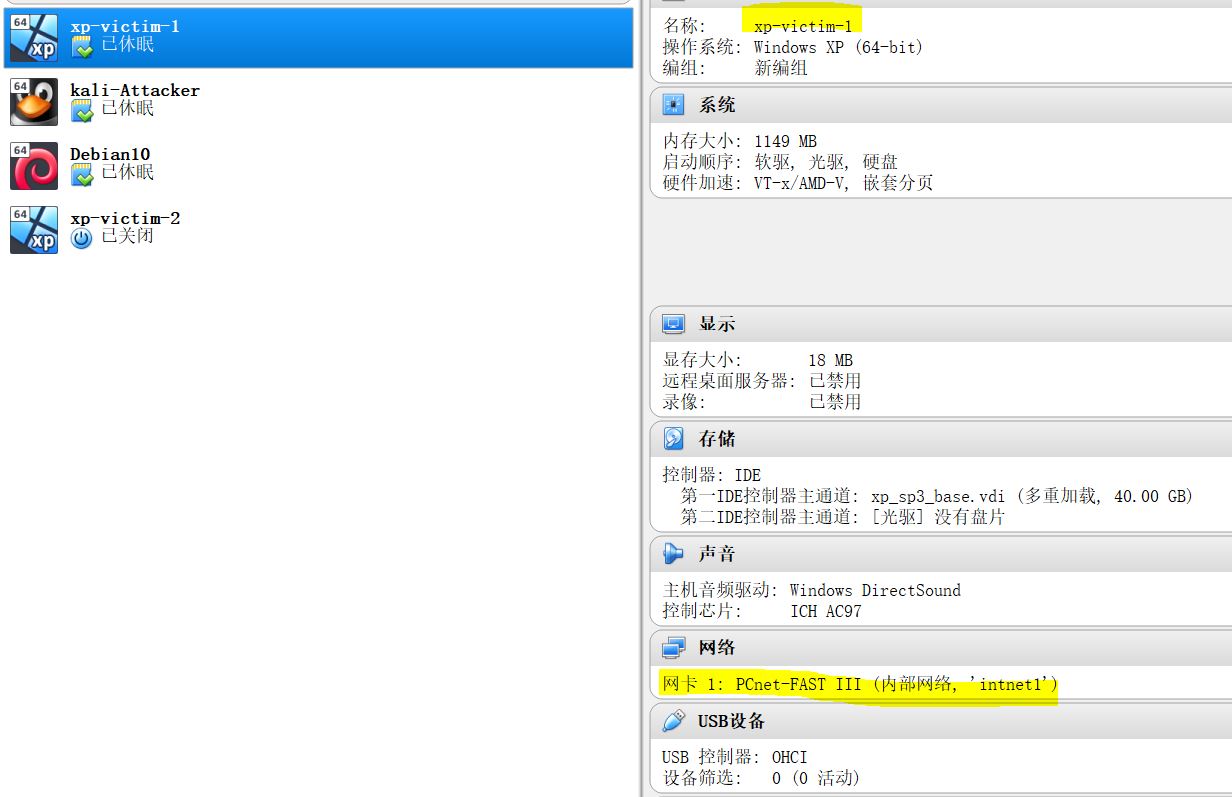 64
xp
xp-victim-1
已休眠
64
kali-Attacker
已休眠
64
Debian10
已休眠
64
xp
xp-victim-2
已关闭
名称: xp-victim-1
操作系统: Windows XP (64-bit)
编组: 新编组
系统
内存大小: 1149 MB
启动顺序: 软驱, 光驱, 硬盘
硬件加速: VT-x/AMD-V, 嵌套分页
显示
显存大小: 18 MB
远程桌面服务器: 已禁用
录像: 已禁用
存储
控制器: IDE
第一IDE控制器主通道: xp_sp3_base.vdi (多重加载, 40.00 GB)
第二IDE控制器主通道: [光驱] 没有盘片
声音
主机音频驱动: Windows DirectSound
控制芯片: ICH AC97
网络
网卡 1: PCnet-FAST III (内部网络, 'intnet1')
USB设备
USB 控制器: OHCI
设备筛选: 0 (0 活动)